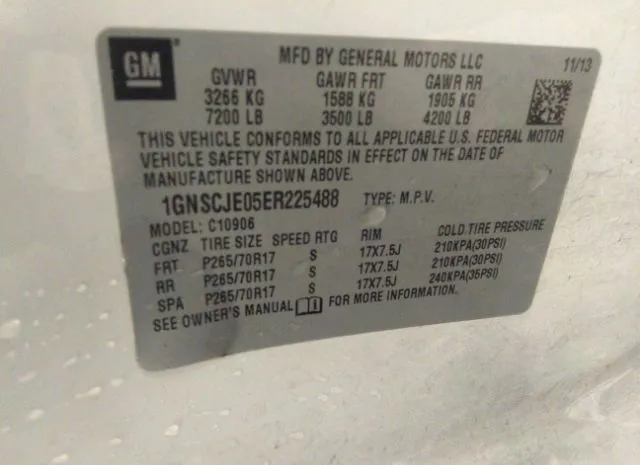 GM
MFD BY GENERAL MOTORS LLC 11/13
GVWR GAWR FRT GAWR RR
3266 KG 1588 KG 1905 KG
7200 LB 3500 LB 4200 LB
THIS VEHICLE CONFORMS TO ALL APPLICABLE U.S. FEDERAL MOTOR
VEHICLE SAFETY STANDARDS IN EFFECT ON THE DATE OF
MANUFACTURE SHOWN ABOVE.
1GNSCJE05ER225488 TYPE: M.P.V.
MODEL: C10906
CGNZ TIRE SIZE SPEED RTG RIM COLD TIRE PRESSURE
FRT P265/70R17 S 17X7.5J 210KPA(30PSI)
RR P265/70R17 S 17X7.5J 210KPA(30PSI)
SPA P265/70R17 S 17X7.5J 240KPA(35PSI)
SEE OWNER'S MANUAL FOR MORE INFORMATION.